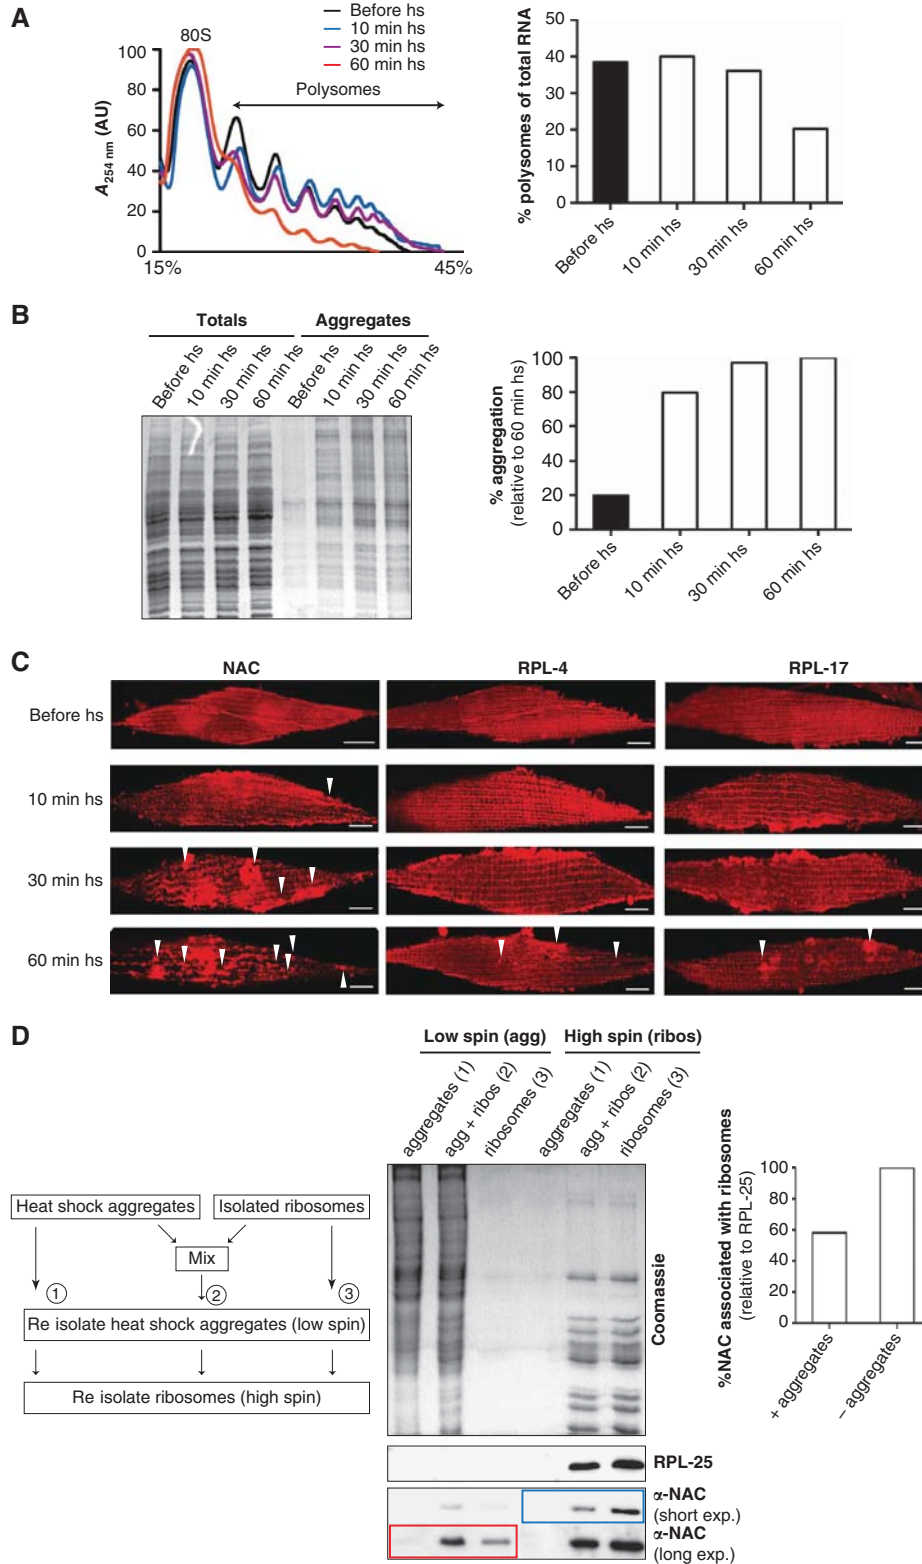 A
Before hs
10 min hs
30 min hs
60 min hs
80S
Polysomes
A254 nm (AU)
100
80
60
40
20
0
15%
45%
% polysomes of total RNA
50
40
30
20
10
0
Before hs
10 min hs
30 min hs
60 min hs
B
Totals
Aggregates
Before hs
10 min hs
30 min hs
60 min hs
Before hs
10 min hs
30 min hs
60 min hs
% aggregation
(relative to 60 min hs)
100
80
60
40
20
0
Before hs
10 min hs
30 min hs
60 min hs
C
NAC
RPL-4
RPL-17
Before hs
10 min hs
30 min hs
60 min hs
D
Low spin (agg)
High spin (ribos)
aggregates (1)
agg + ribos (2)
ribosomes (3)
aggregates (1)
agg + ribos (2)
ribosomes (3)
Heat shock aggregates
Isolated ribosomes
Mix
1
2
3
Re isolate heat shock aggregates (low spin)
Re isolate ribosomes (high spin)
Coomassie
RPL-25
α-NAC
(short exp.)
α-NAC
(long exp.)
%NAC associated with ribosomes
(relative to RPL-25)
100
80
60
40
20
0
+ aggregates
– aggregates